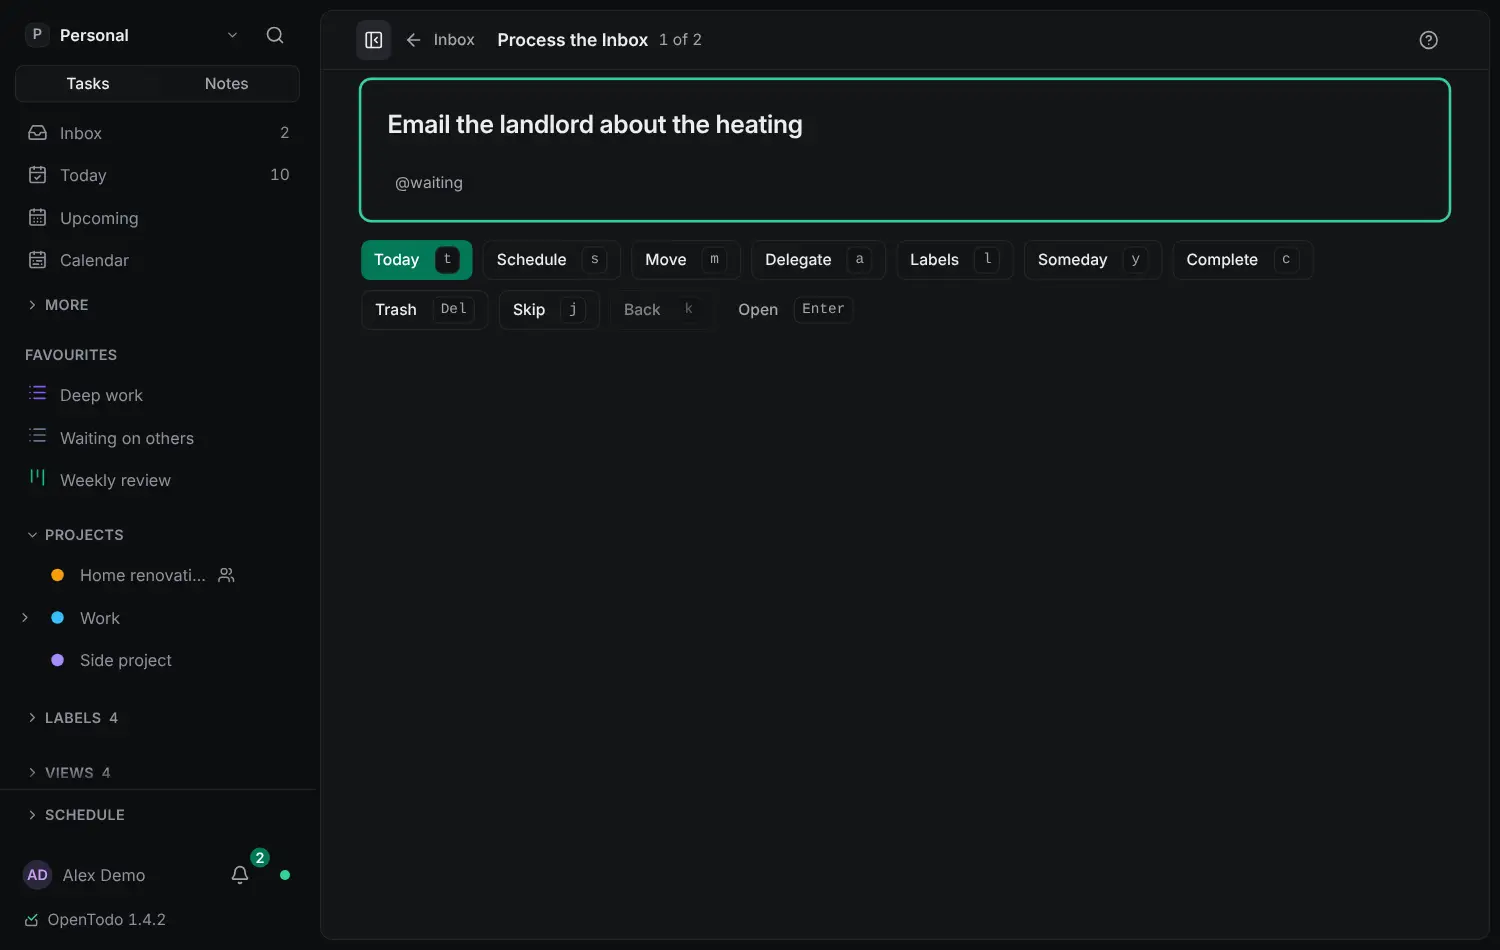 P Personal
Tasks Notes
Inbox 2
Today 10
Upcoming
Calendar
MORE
FAVOURITES
Deep work
Waiting on others
Weekly review
PROJECTS
Home renovati...
Work
Side project
LABELS 4
VIEWS 4
SCHEDULE
AD Alex Demo 2
OpenTodo 1.4.2
Inbox Process the Inbox 1 of 2
Email the landlord about the heating
@waiting
Today t Schedule s Move m Delegate a Labels l Someday y Complete c
Trash Del Skip j Back k Open Enter